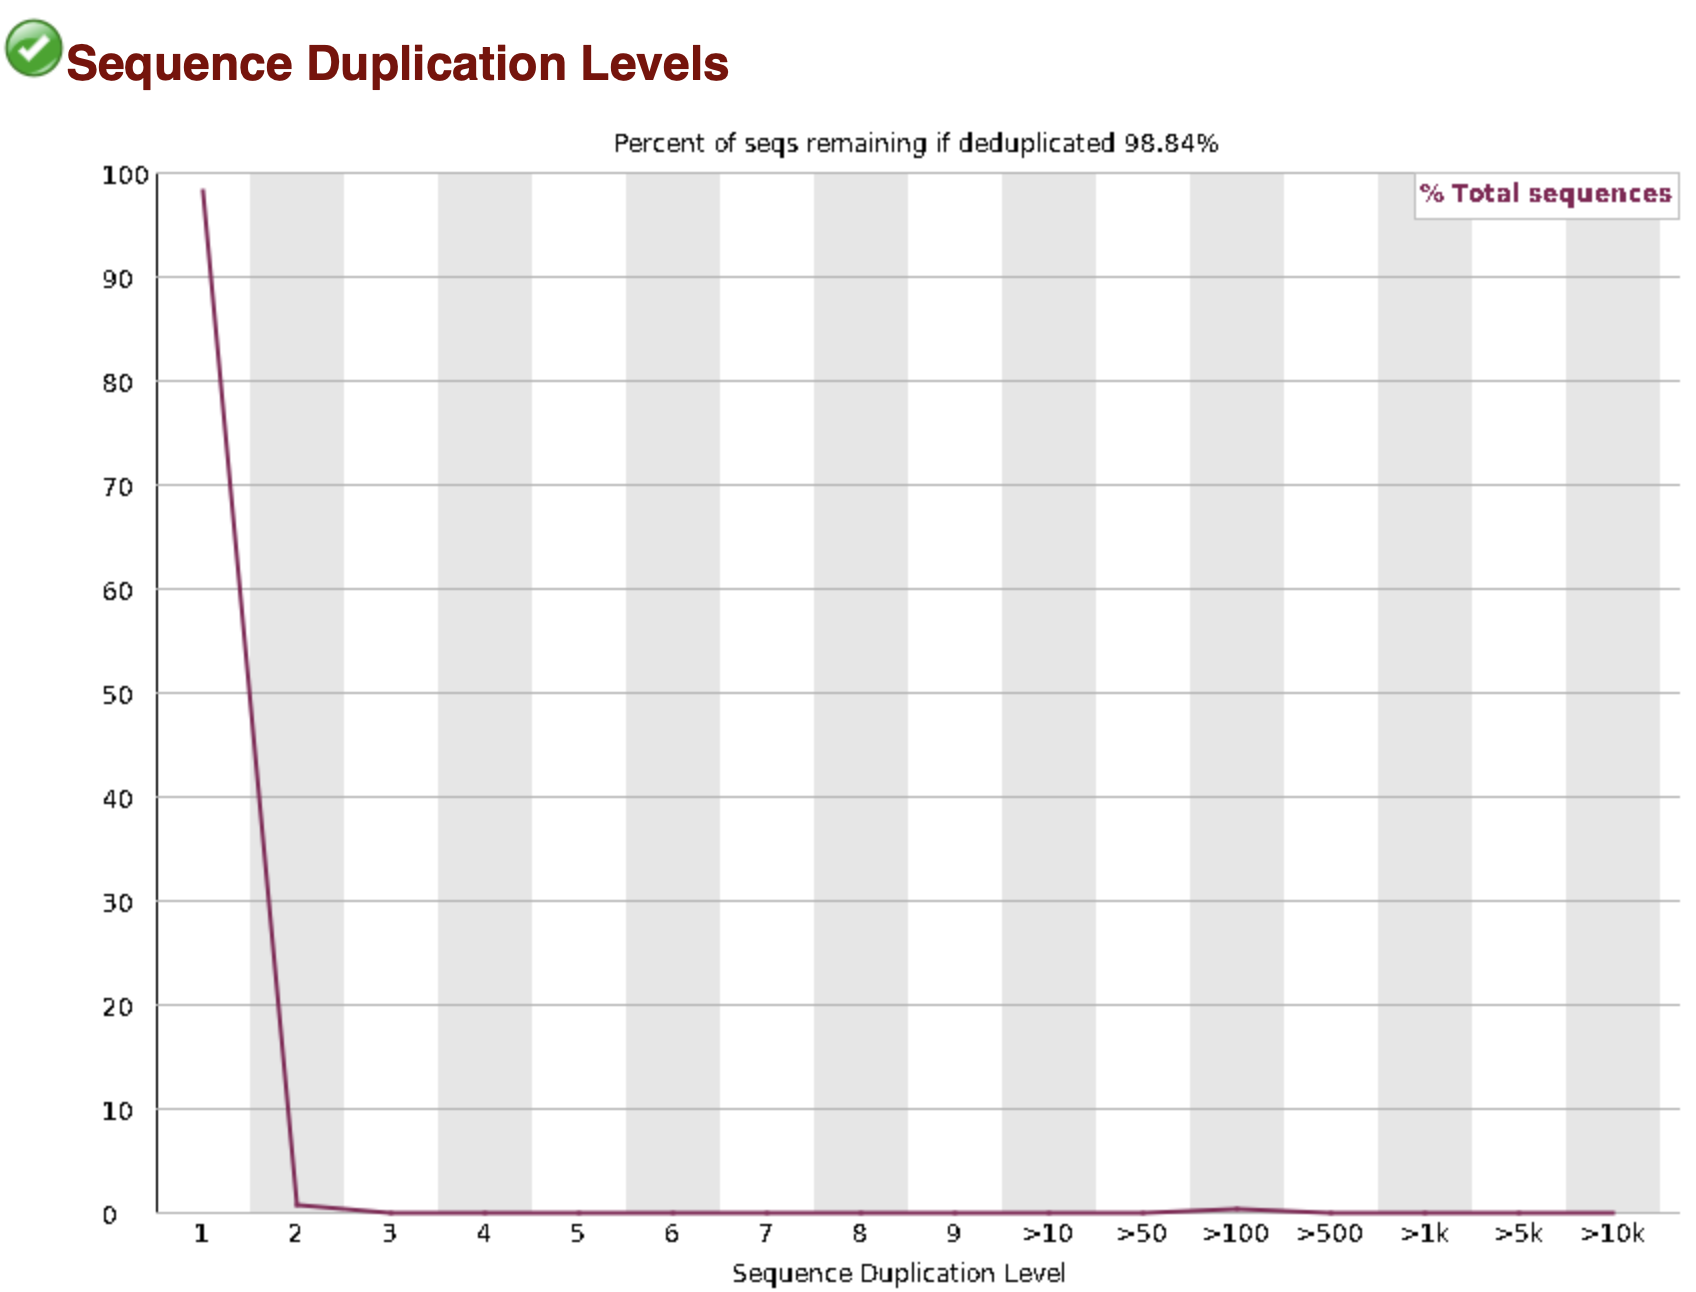 Sequence Duplication Levels
Percent of seqs remaining if deduplicated 98.84%
% Total sequences
100
90
80
70
60
50
40
30
20
10
0
1 2 3 4 5 6 7 8 9 >10 >50 >100 >500 >1k >5k >10k
Sequence Duplication Level